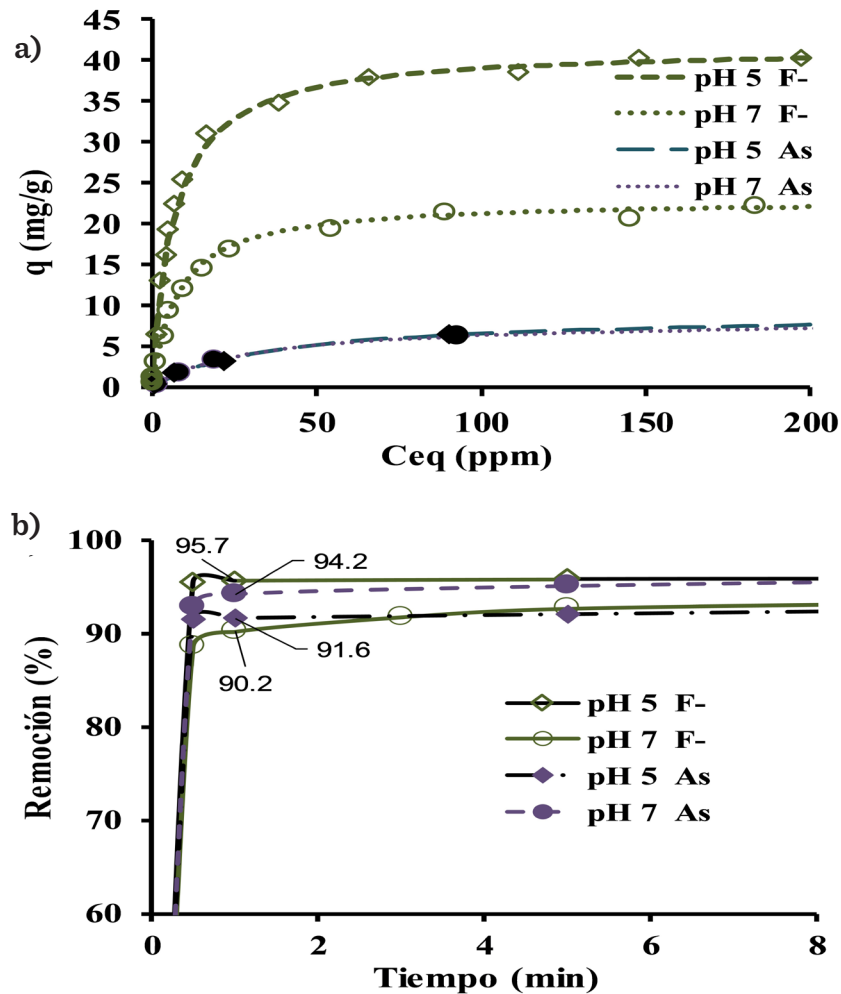 a)
45
40
35
30
25
20
15
10
5
0
q (mg/g)
pH 5 F-
pH 7 F-
pH 5 As
pH 7 As
0 50 100 150 200
Ceq (ppm)
b)
100
90
80
70
60
Remoción (%)
95.7
94.2
91.6
90.2
pH 5 F-
pH 7 F-
pH 5 As
pH 7 As
0 2 4 6 8
Tiempo (min)